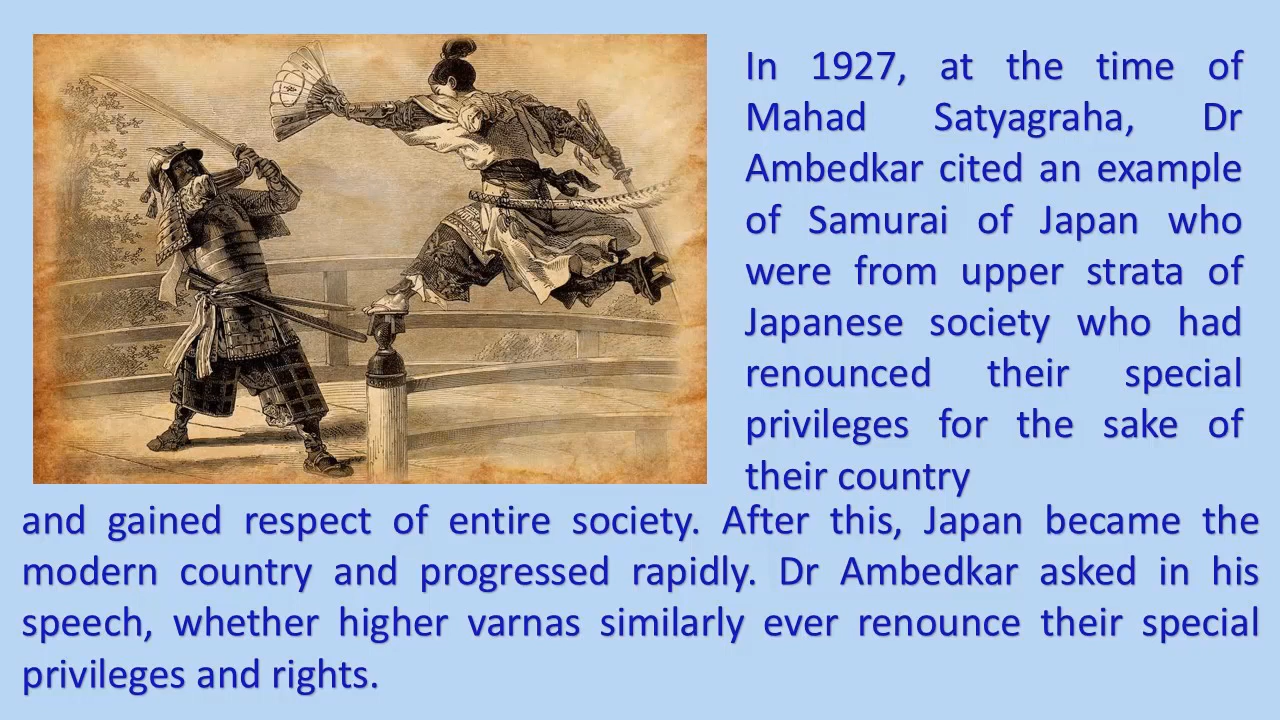 In 1927, at the time of
Mahad Satyagraha, Dr
Ambedkar cited an example
of Samurai of Japan who
were from upper strata of
Japanese society who had
renounced their special
privileges for the sake of
their country
and gained respect of entire society. After this, Japan became the
modern country and progressed rapidly. Dr Ambedkar asked in his
speech, whether higher varnas similarly ever renounce their special
privileges and rights.